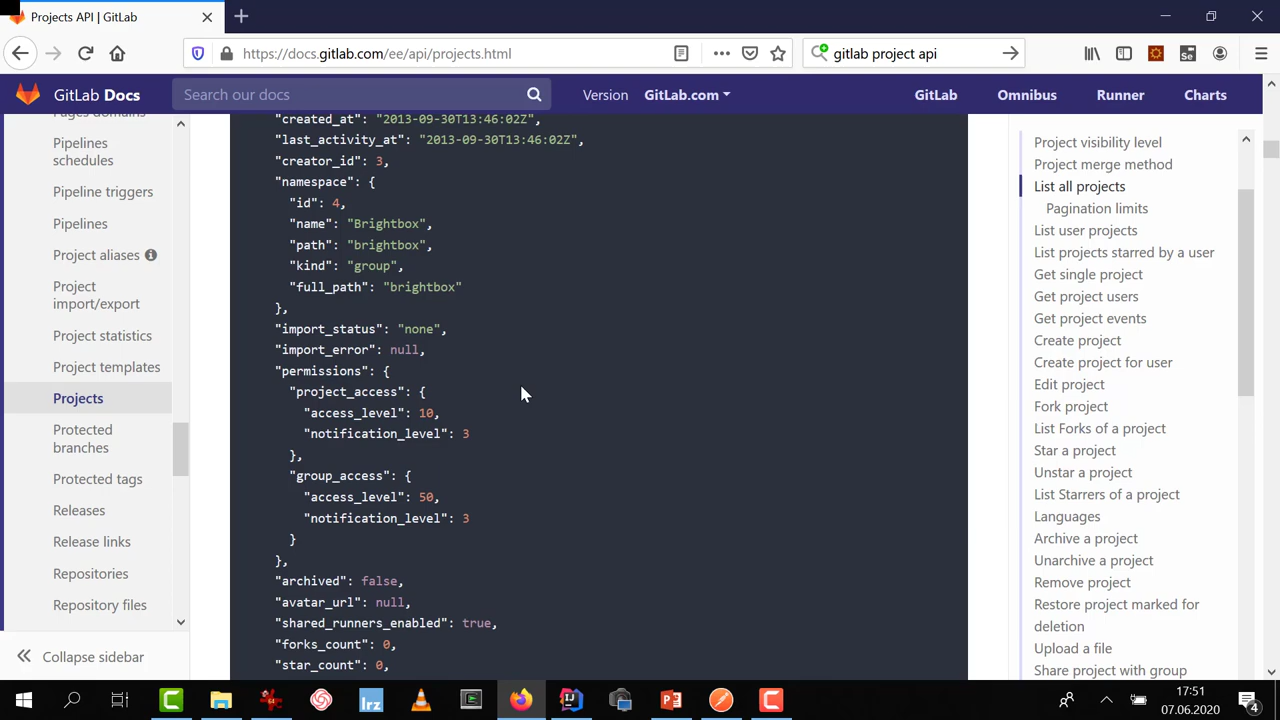 Projects API | GitLab
https://docs.gitlab.com/ee/api/projects.html
gitlab project api
GitLab Docs
Search our docs
Version
GitLab.com
GitLab
Omnibus
Runner
Charts
Pipelines
schedules
Pipeline triggers
Pipelines
Project aliases
Project
import/export
Project statistics
Project templates
Projects
Protected
branches
Protected tags
Releases
Release links
Repositories
Repository files
Collapse sidebar
"created_at": "2013-09-30T13:46:02Z",
"last_activity_at": "2013-09-30T13:46:02Z",
"creator_id": 3,
"namespace": {
"id": 4,
"name": "Brightbox",
"path": "brightbox",
"kind": "group",
"full_path": "brightbox"
},
"import_status": "none",
"import_error": null,
"permissions": {
"project_access": {
"access_level": 10,
"notification_level": 3
},
"group_access": {
"access_level": 50,
"notification_level": 3
}
},
"archived": false,
"avatar_url": null,
"shared_runners_enabled": true,
"forks_count": 0,
"star_count": 0,
Project visibility level
Project merge method
List all projects
Pagination limits
List user projects
List projects starred by a user
Get single project
Get project users
Get project events
Create project
Create project for user
Edit project
Fork project
List Forks of a project
Star a project
Unstar a project
List Starrers of a project
Languages
Archive a project
Unarchive a project
Remove project
Restore project marked for
deletion
Upload a file
Share project with group
lrz
17:51
07.06.2020
4